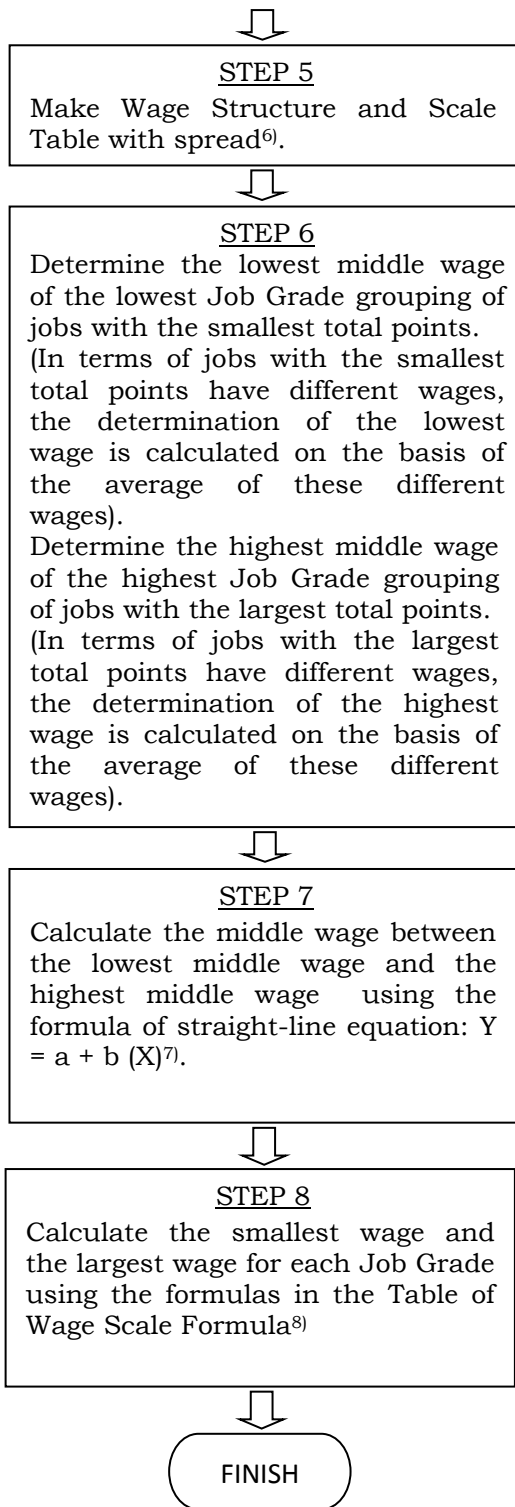 STEP 5
Make Wage Structure and Scale
Table with spread⁶⁾.
STEP 6
Determine the lowest middle wage
of the lowest Job Grade grouping of
jobs with the smallest total points.
(In terms of jobs with the smallest
total points have different wages,
the determination of the lowest
wage is calculated on the basis of
the average of these different
wages).
Determine the highest middle wage
of the highest Job Grade grouping
of jobs with the largest total points.
(In terms of jobs with the largest
total points have different wages,
the determination of the highest
wage is calculated on the basis of
the average of these different
wages).
STEP 7
Calculate the middle wage between
the lowest middle wage and the
highest middle wage using the
formula of straight-line equation: Y
= a + b (X)⁷⁾.
STEP 8
Calculate the smallest wage and
the largest wage for each Job Grade
using the formulas in the Table of
Wage Scale Formula⁸⁾
FINISH